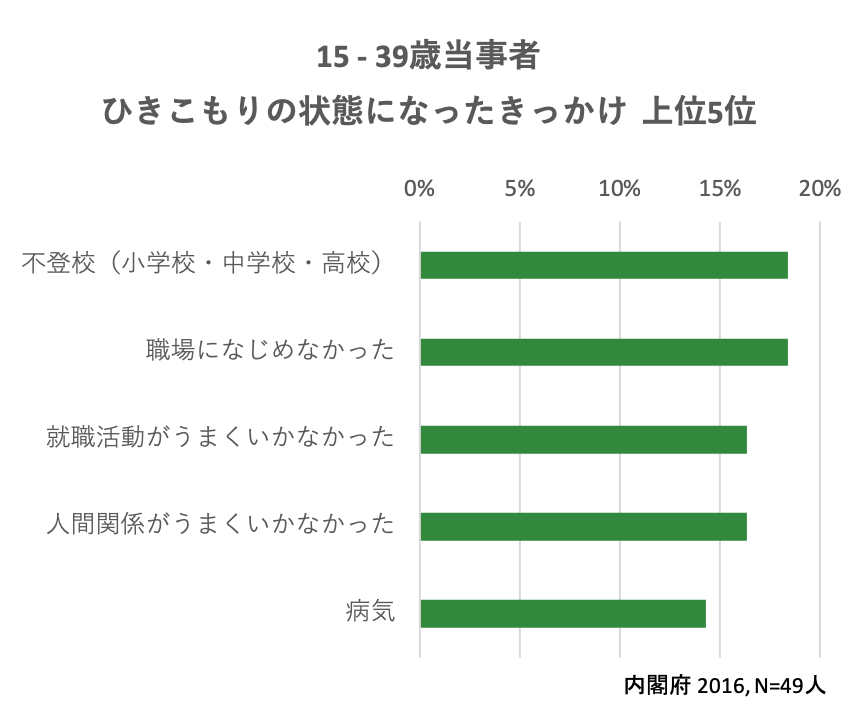 15 - 39歳当事者
ひきこもりの状態になったきっかけ 上位5位
0% 5% 10% 15% 20%
不登校（小学校・中学校・高校）
職場になじめなかった
就職活動がうまくいかなかった
人間関係がうまくいかなかった
病気
内閣府 2016, N=49人